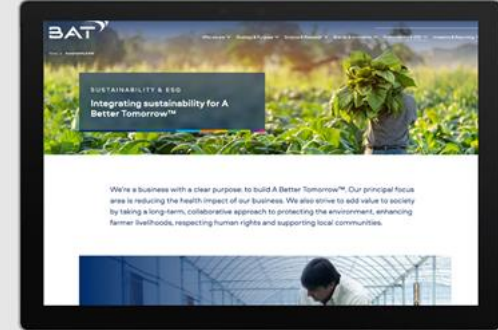 BAT
SUSTAINABILITY & ESG
Integrating sustainability for A
Better Tomorrow™
We're a business with a clear purpose: to build A Better Tomorrow™. Our principal focus
area is reducing the health impact of our business. We also strive to add value to society
by taking a long-term, collaborative approach to protecting the environment, enhancing
farmer livelihoods, respecting human rights and supporting local communities.